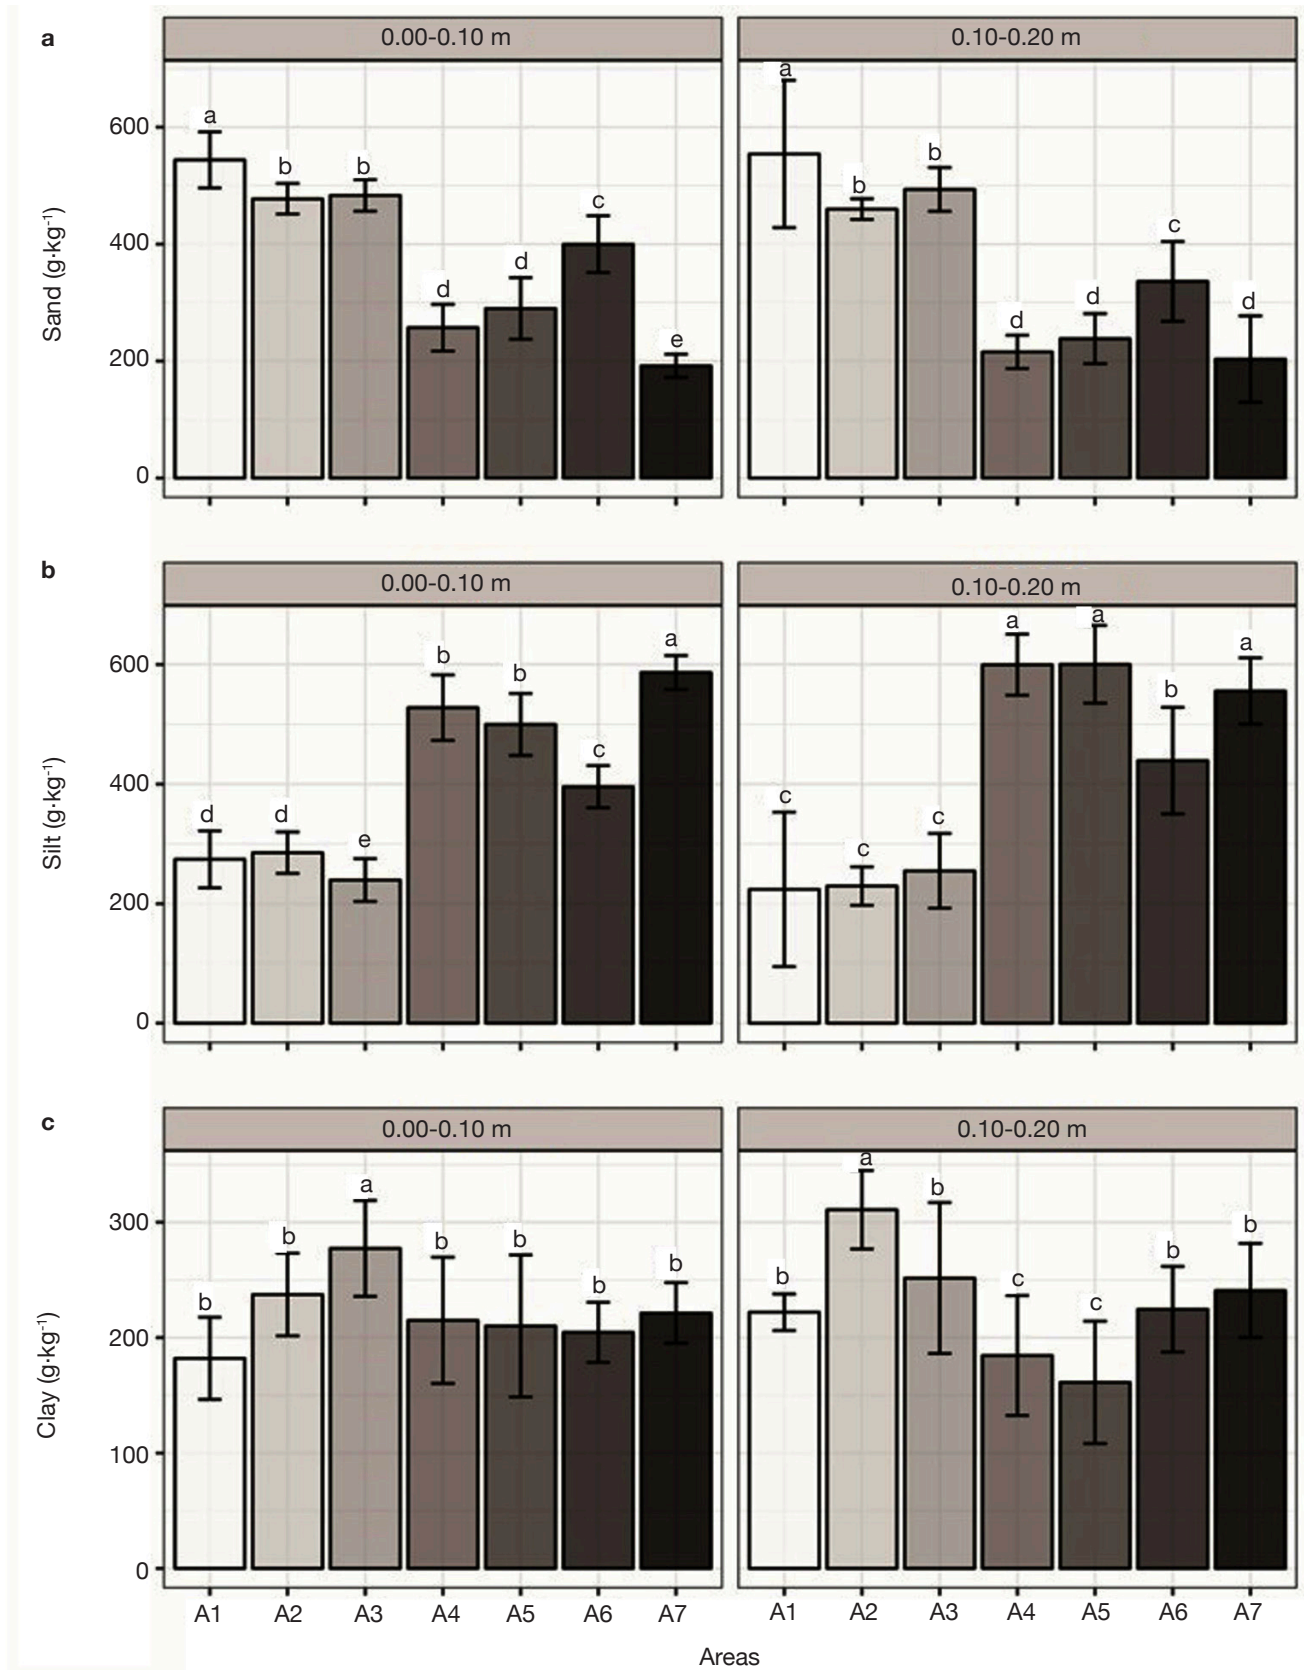 a
0.00-0.10 m 0.10-0.20 m
a b b d d c e
a b b d d c d
600
400
200
0
Sand (g·kg-1)
b
0.00-0.10 m 0.10-0.20 m
d d e b b c a
c c c a a b a
600
400
200
0
Silt (g·kg-1)
c
0.00-0.10 m 0.10-0.20 m
b b a b b b b
b a b c c b b
300
200
100
0
Clay (g·kg-1)
A1 A2 A3 A4 A5 A6 A7 A1 A2 A3 A4 A5 A6 A7
Areas